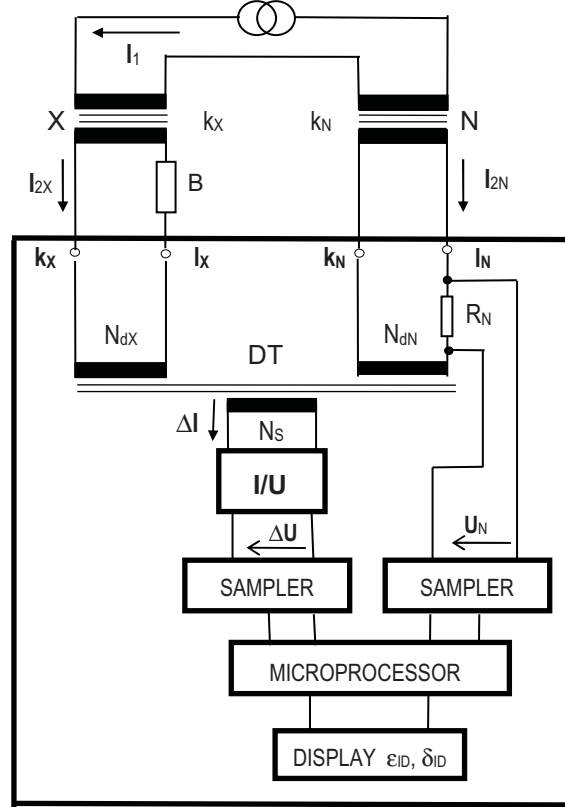 I1
X kX kN N
I2X B I2N
kX lX kN lN
NdX NdN RN
DT
ΔI NS
I/U
ΔU UN
SAMPLER SAMPLER
MICROPROCESSOR
DISPLAY εID, δID